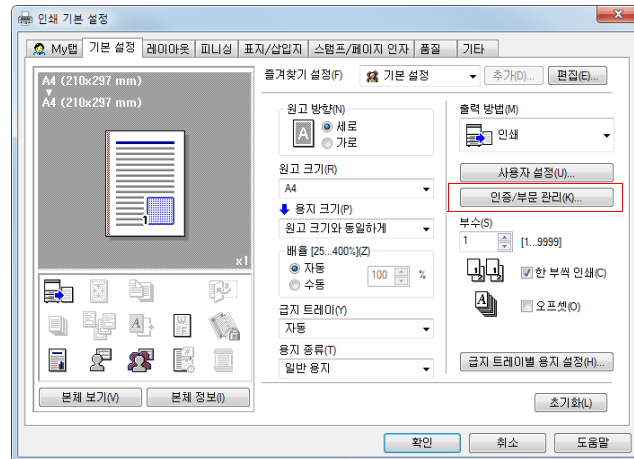 인쇄 기본 설정
My탭 기본 설정 레이아웃 피니싱 표지/삽입지 스탬프/페이지 인자 품질 기타
A4 (210x297 mm)
A4 (210x297 mm)
1
x1
본체 보기(V) 본체 정보(I)
즐겨찾기 설정(F) 기본 설정 추가(D)... 편집(E)...
원고 방향(N)
A 세로
가로
원고 크기(R)
A4
용지 크기(P)
원고 크기와 동일하게
배율 [25...400%](Z)
자동
수동
100 %
급지 트레이(Y)
자동
용지 종류(T)
일반 용지
출력 방법(M)
인쇄
사용자 설정(U)...
인증/부문 관리(K)...
부수(S)
1 [1...9999]
한 부씩 인쇄(C)
오프셋(O)
급지 트레이별 용지 설정(H)...
초기화(L)
확인 취소 도움말